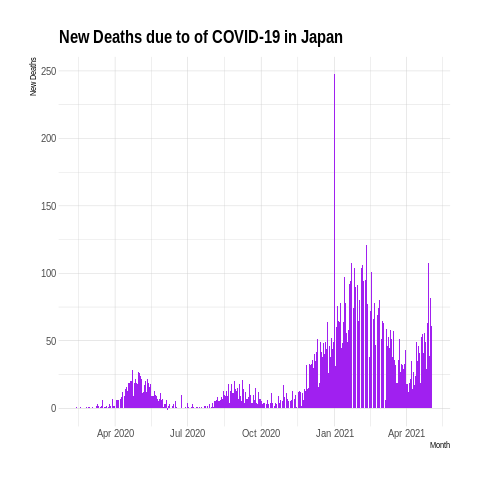 New Deaths due to of COVID-19 in Japan
New Deaths
250
200
150
100
50
0
Apr 2020 Jul 2020 Oct 2020 Jan 2021 Apr 2021
Month